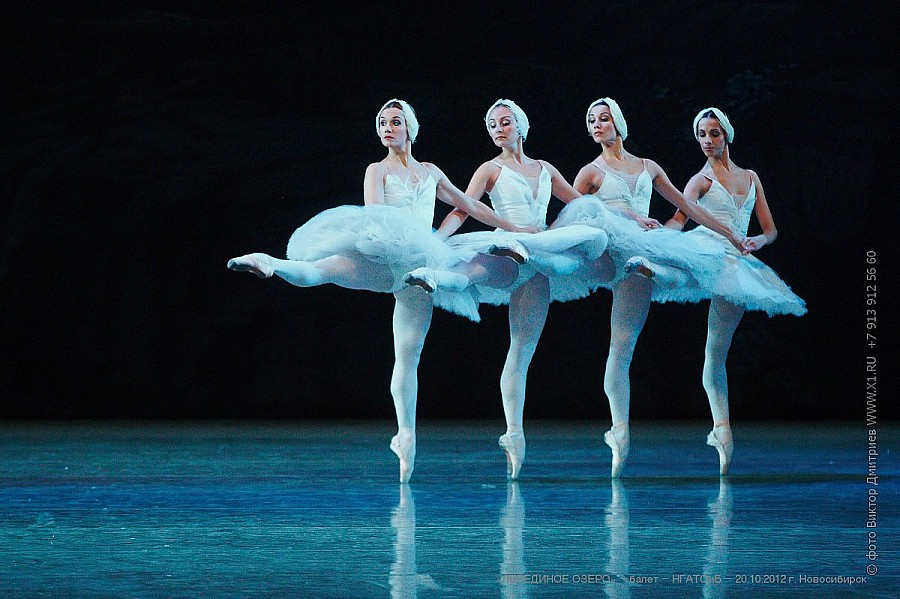 © фото Виктор Дмитриев WWW.X1.RU +7 913 912 56 60
ОЗЕРО балет – НГАТОиБ – 20.10.2012 г, Новосибирск